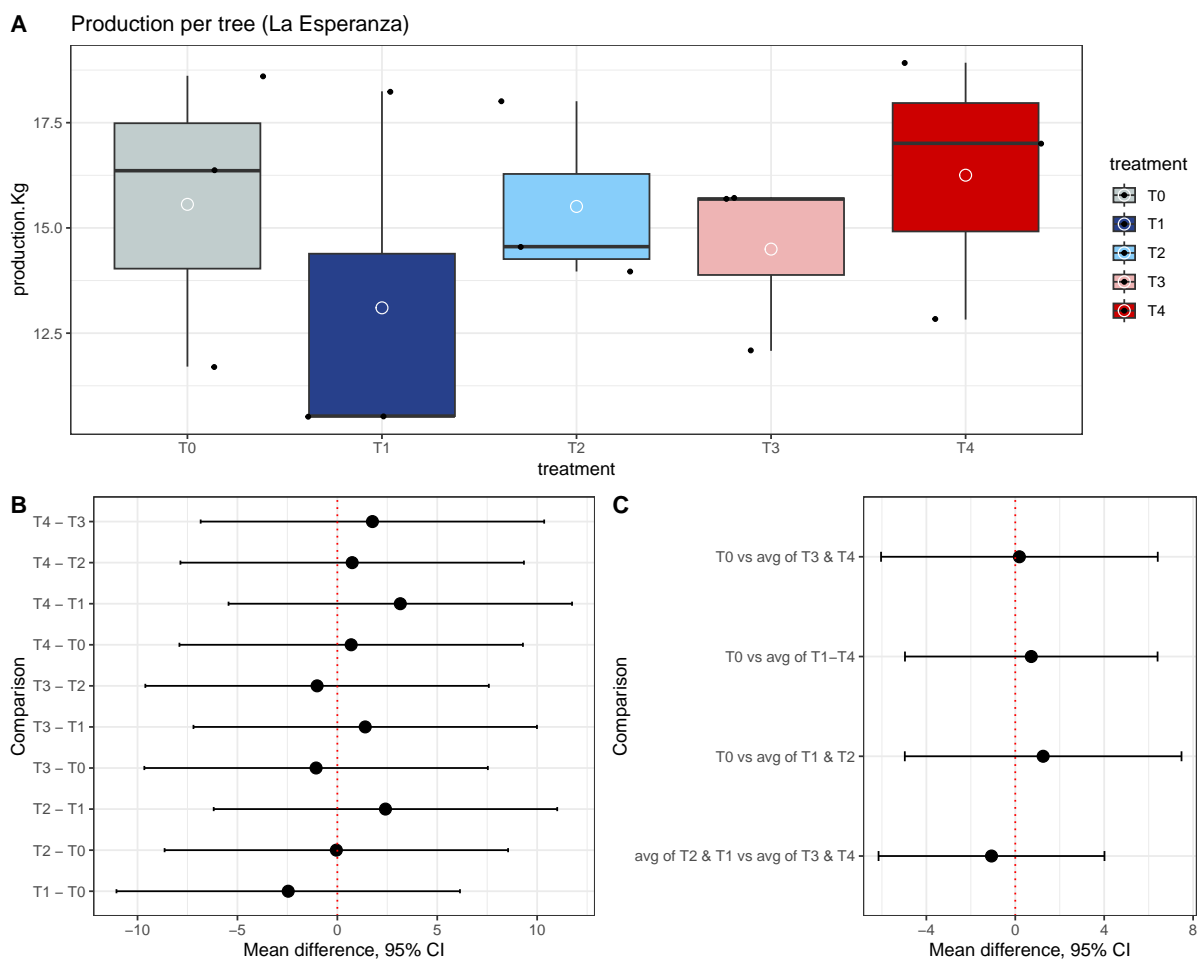 A Production per tree (La Esperanza)
production.Kg
17.5
15.0
12.5
T0 T1 T2 T3 T4
treatment
treatment
T0
T1
T2
T3
T4
B
Comparison
T4 − T3
T4 − T2
T4 − T1
T4 − T0
T3 − T2
T3 − T1
T3 − T0
T2 − T1
T2 − T0
T1 − T0
−10 −5 0 5 10
Mean difference, 95% CI
C
Comparison
T0 vs avg of T3 & T4
T0 vs avg of T1−T4
T0 vs avg of T1 & T2
avg of T2 & T1 vs avg of T3 & T4
−4 0 4 8
Mean difference, 95% CI